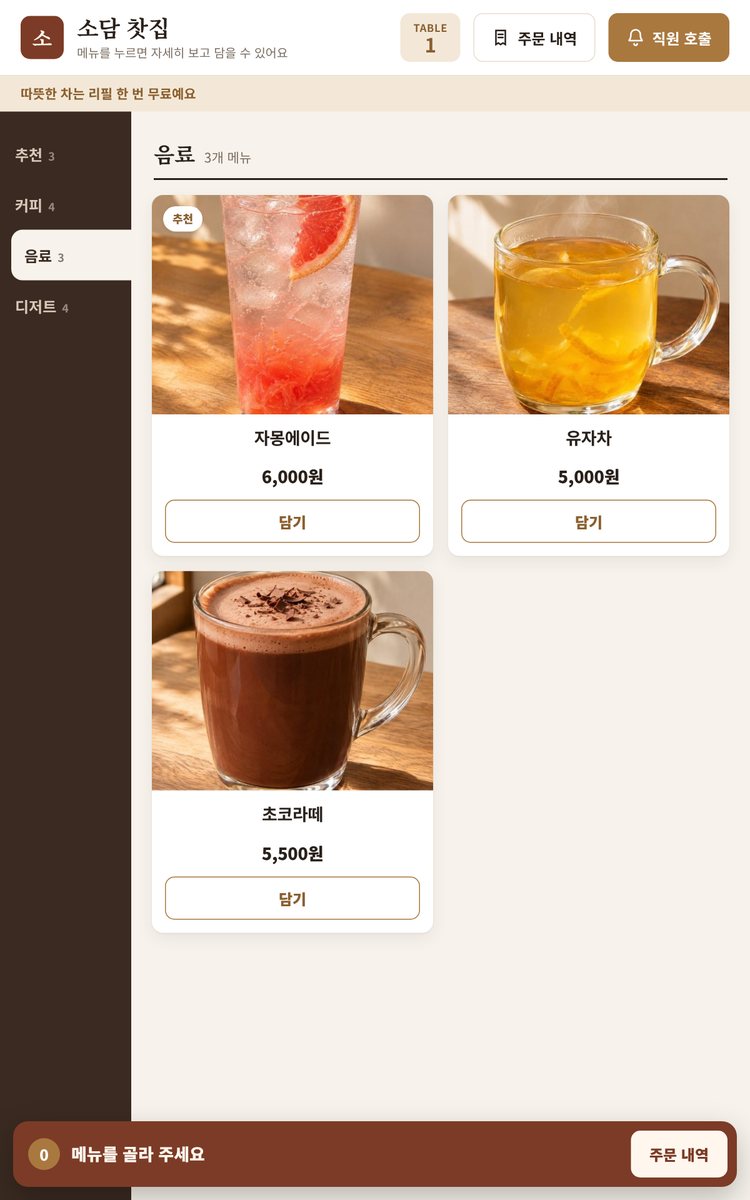 소
소담 찻집
메뉴를 누르면 자세히 보고 담을 수 있어요
TABLE
1
주문 내역
직원 호출
따뜻한 차는 리필 한 번 무료예요
추천 3
커피 4
음료 3
디저트 4
음료 3개 메뉴
추천
자몽에이드
6,000원
담기
유자차
5,000원
담기
초코라떼
5,500원
담기
0 메뉴를 골라 주세요
주문 내역